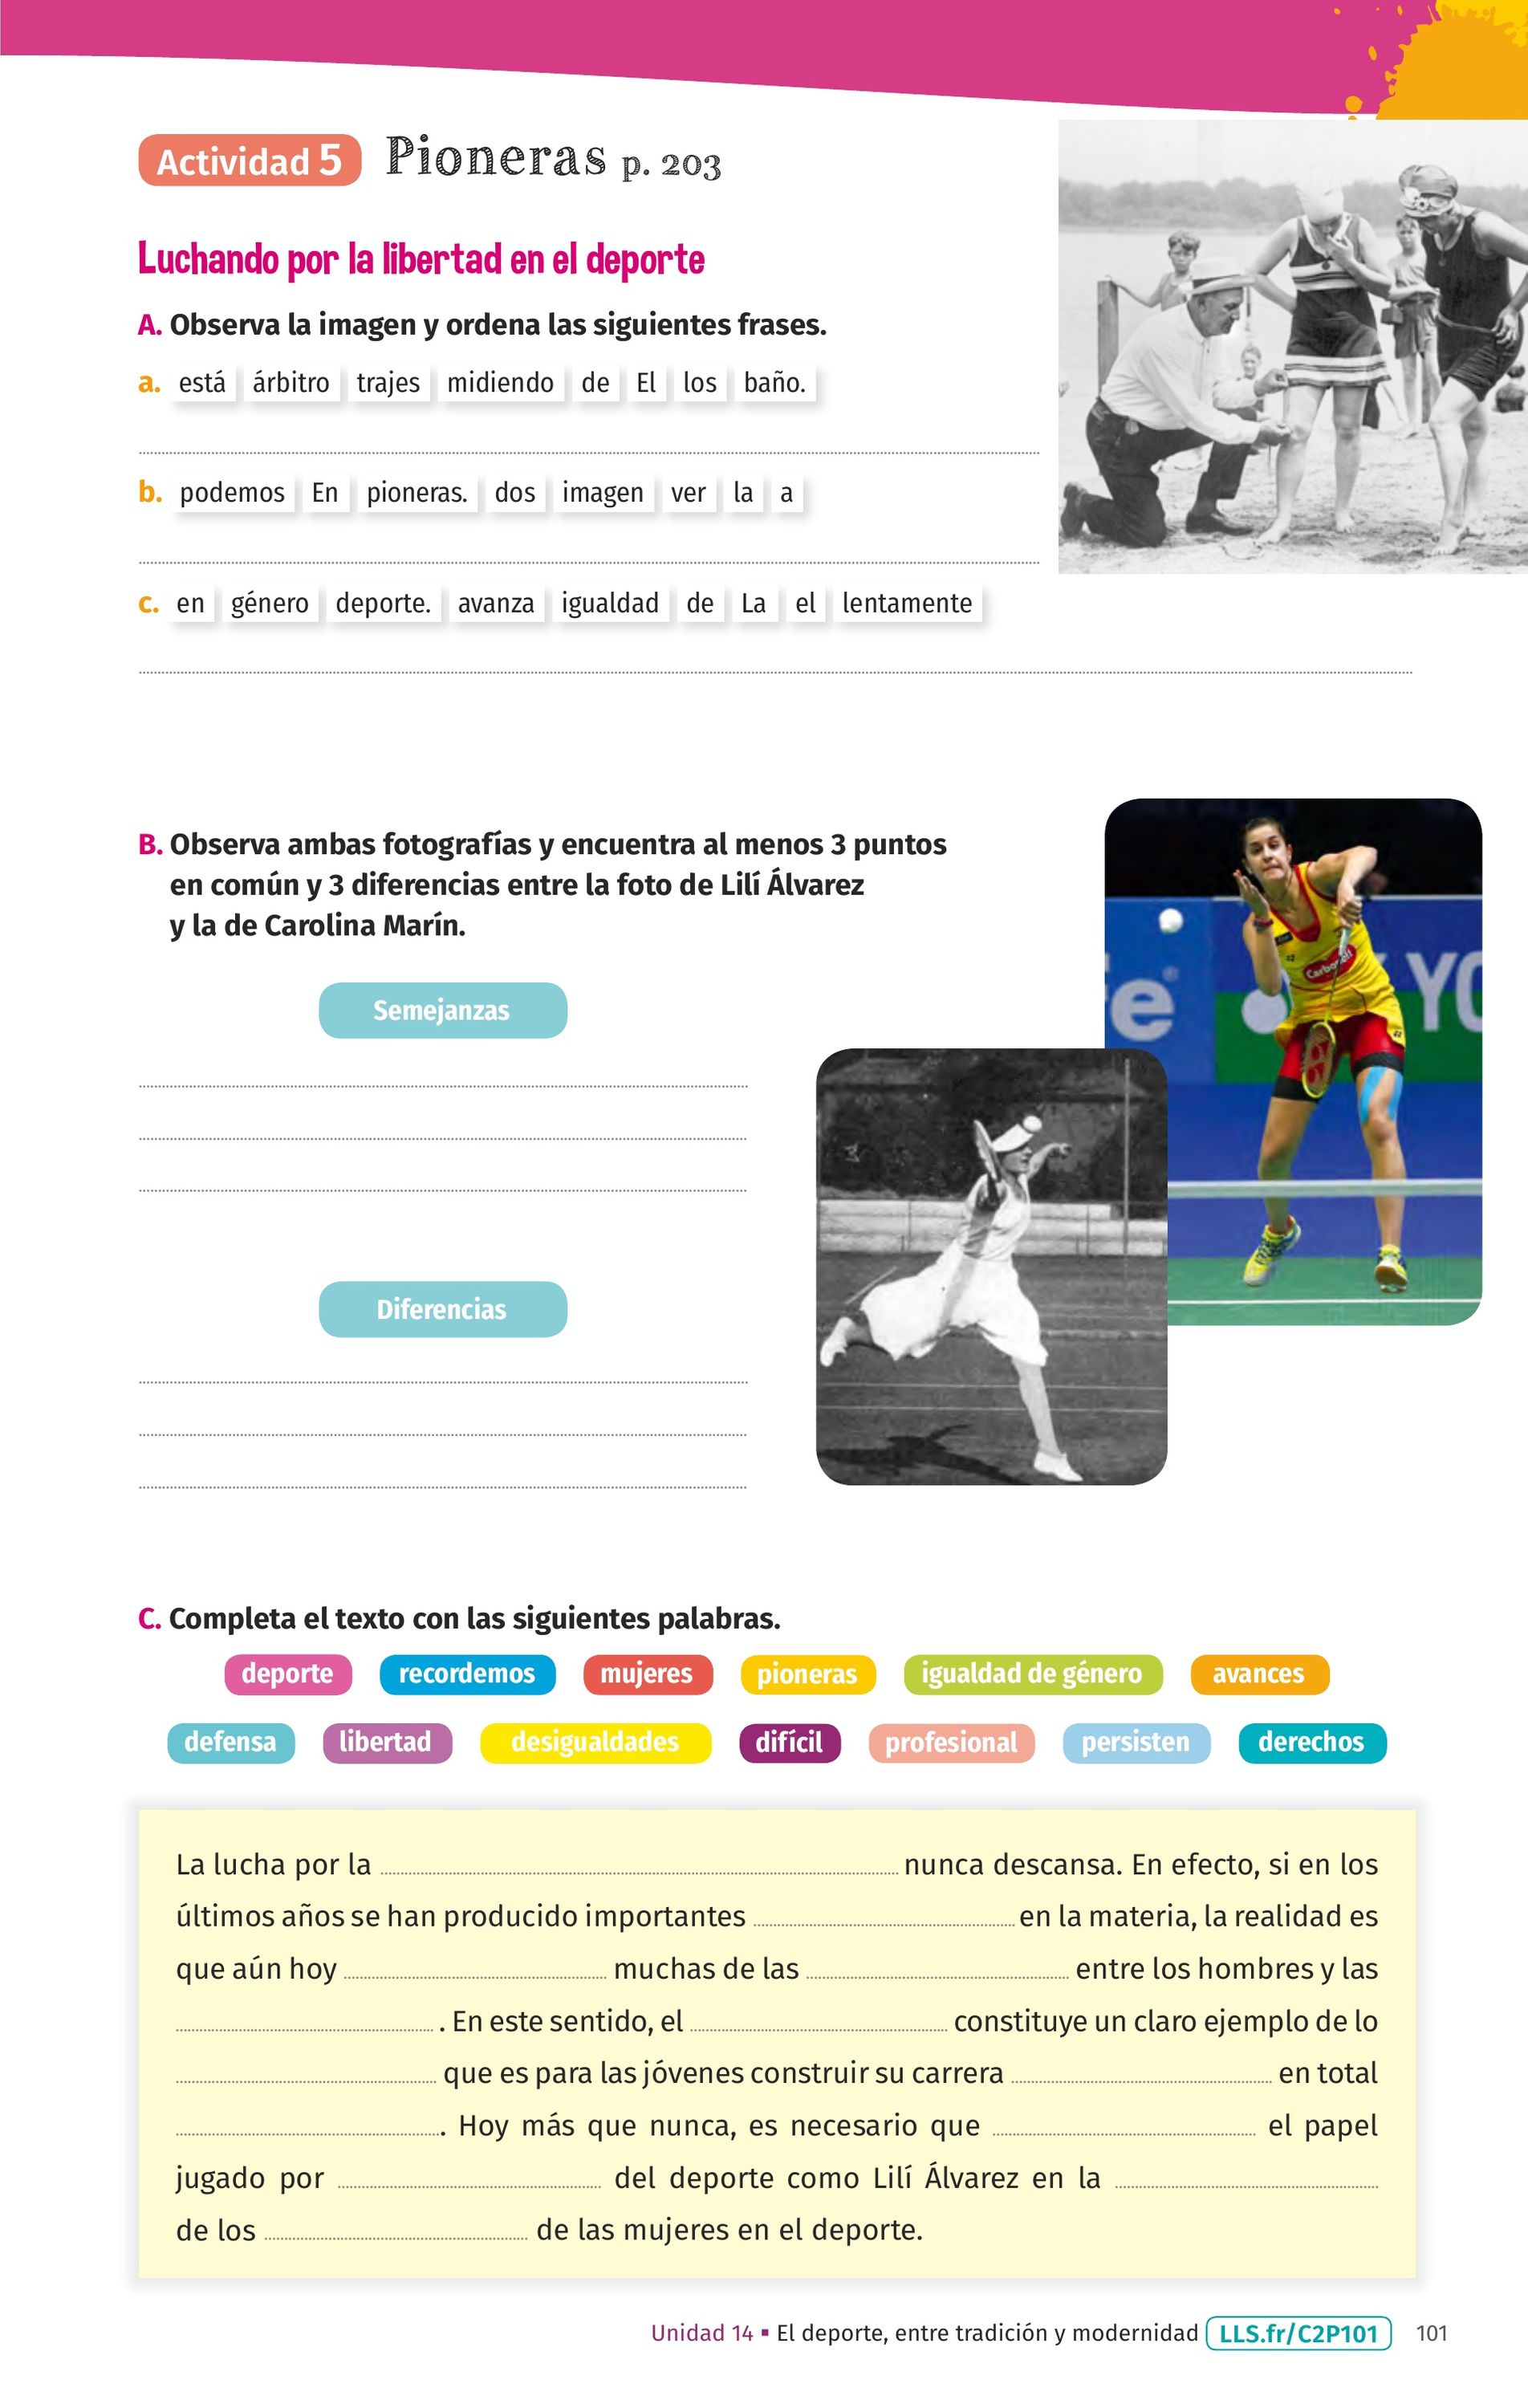 Actividad 5 Pioneras p. 203
Luchando por la libertad en el deporte
A. Observa la imagen y ordena las siguientes frases.
a. está árbitro trajes midiendo de El los baño.
b. podemos En pioneras. dos imagen ver la a
c. en género deporte. avanza igualdad de La el lentamente
B. Observa ambas fotografías y encuentra al menos 3 puntos
en común y 3 diferencias entre la foto de Lilí Álvarez
y la de Carolina Marín.
Semejanzas
Diferencias
fe
YO
C. Completa el texto con las siguientes palabras.
deporte recordemos mujeres pioneras igualdad de género avances
defensa libertad desigualdades difícil profesional persisten derechos
La lucha por la ........ nunca descansa. En efecto, si en los
últimos años se han producido importantes ........ en la materia, la realidad es
que aún hoy ........ muchas de las ........ entre los hombres y las
........ . En este sentido, el ........ constituye un claro ejemplo de lo
........ que es para las jóvenes construir su carrera ........ en total
........ . Hoy más que nunca, es necesario que ........ el papel
jugado por ........ del deporte como Lilí Álvarez en la ........
de los ........ de las mujeres en el deporte.
Unidad 14 ▪ El deporte, entre tradición y modernidad LLS.fr/C2P101 101